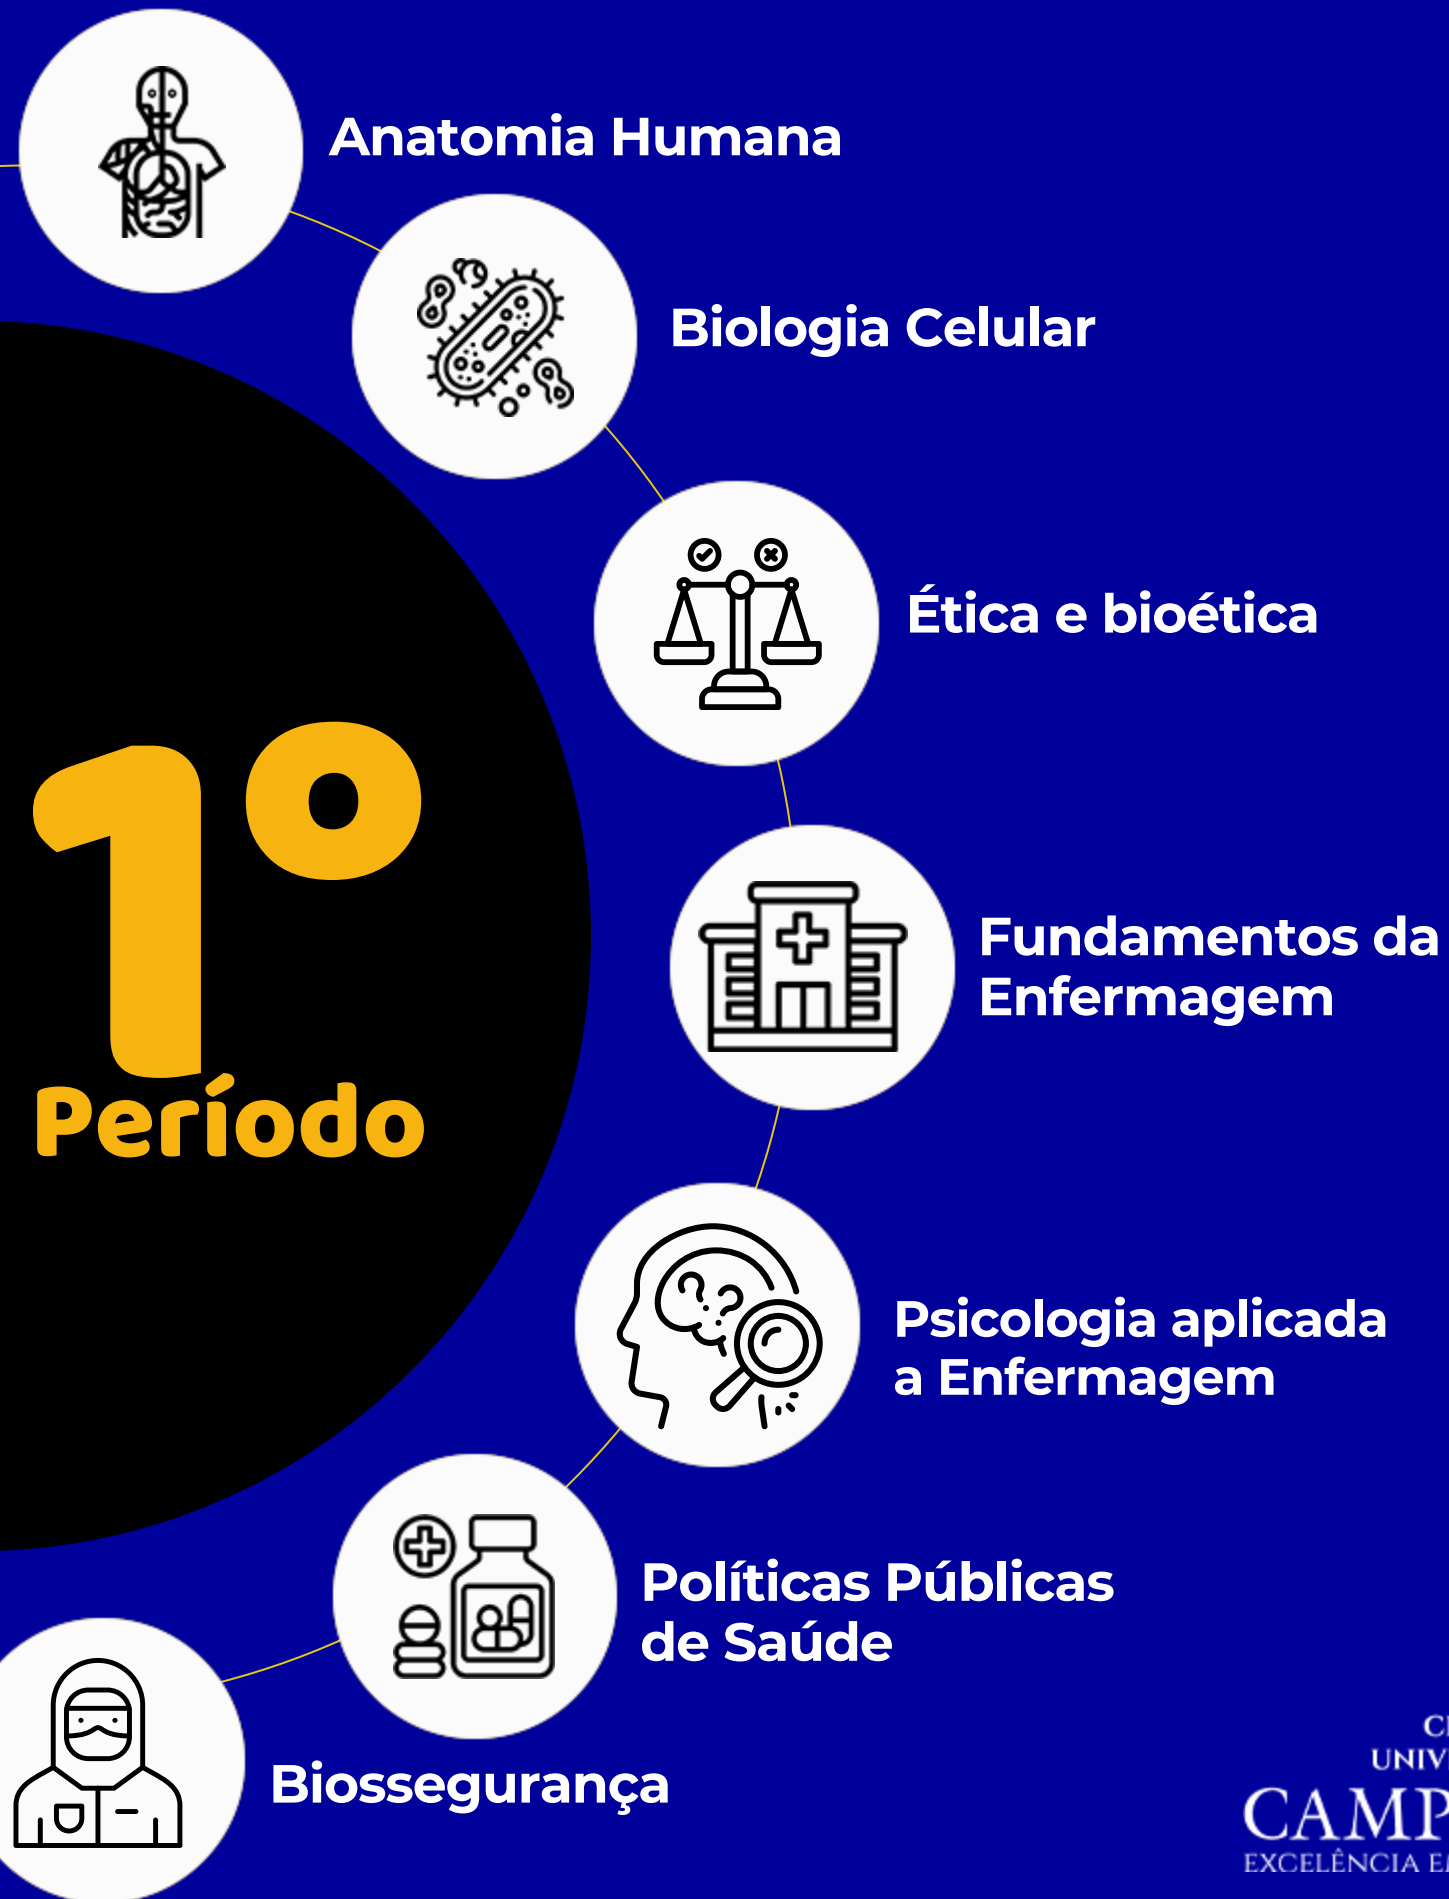 Anatomia Humana
Biologia Celular
Ética e bioética
1º
Período
Fundamentos da
Enfermagem
Psicologia aplicada
a Enfermagem
Políticas Públicas
de Saúde
Biossegurança
EXCELÊNCIA